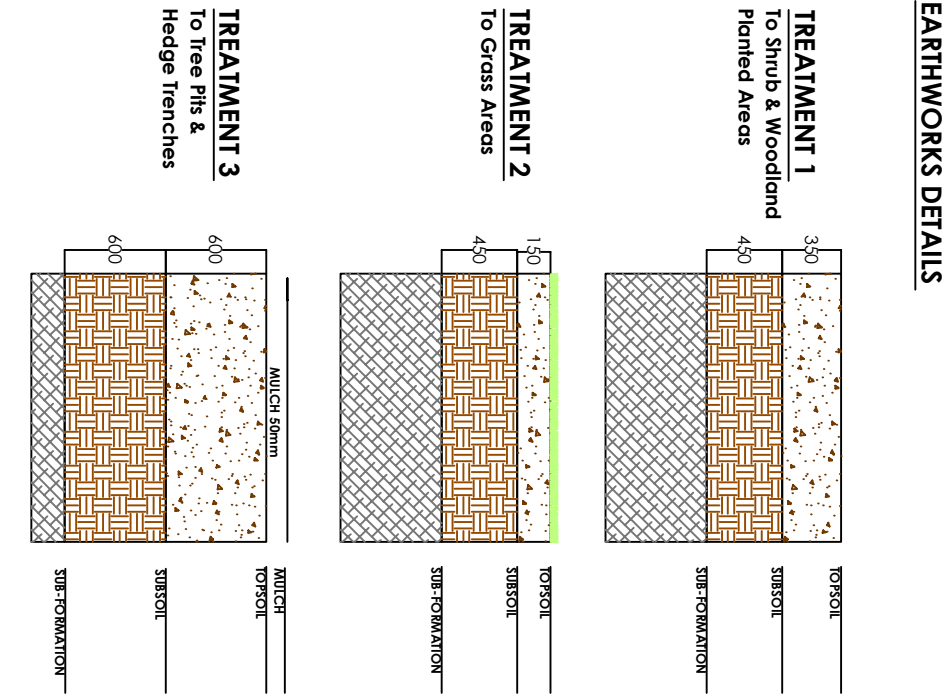 EARTHWORKS DETAILS
TREATMENT 1
To Shrub & Woodland
Planted Areas
350
450
TOPSOIL
SUBSOIL
SUB-FORMATION
TREATMENT 2
To Grass Areas
150
450
TOPSOIL
SUBSOIL
SUB-FORMATION
TREATMENT 3
To Tree Pits &
Hedge Trenches
600
600
MULCH 50mm
MULCH
TOPSOIL
SUBSOIL
SUB-FORMATION